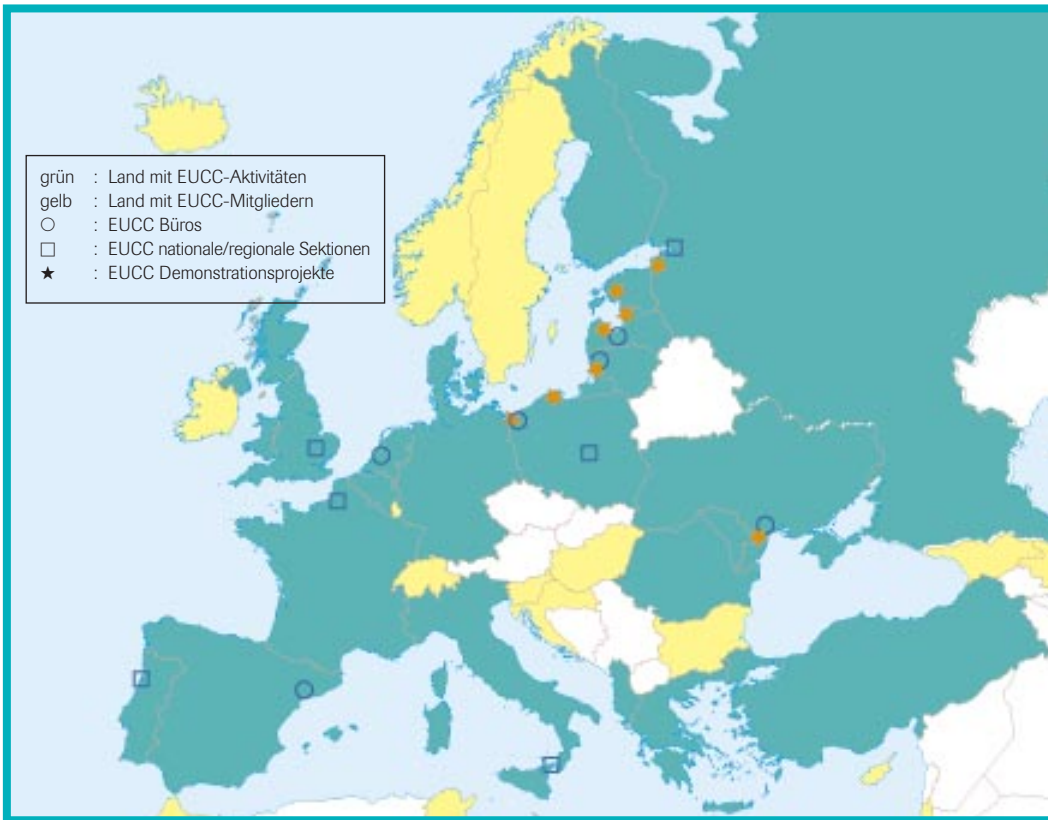 grün : Land mit EUCC-Aktivitäten
gelb : Land mit EUCC-Mitgliedern
○ : EUCC Büros
□ : EUCC nationale/regionale Sektionen
★ : EUCC Demonstrationsprojekte